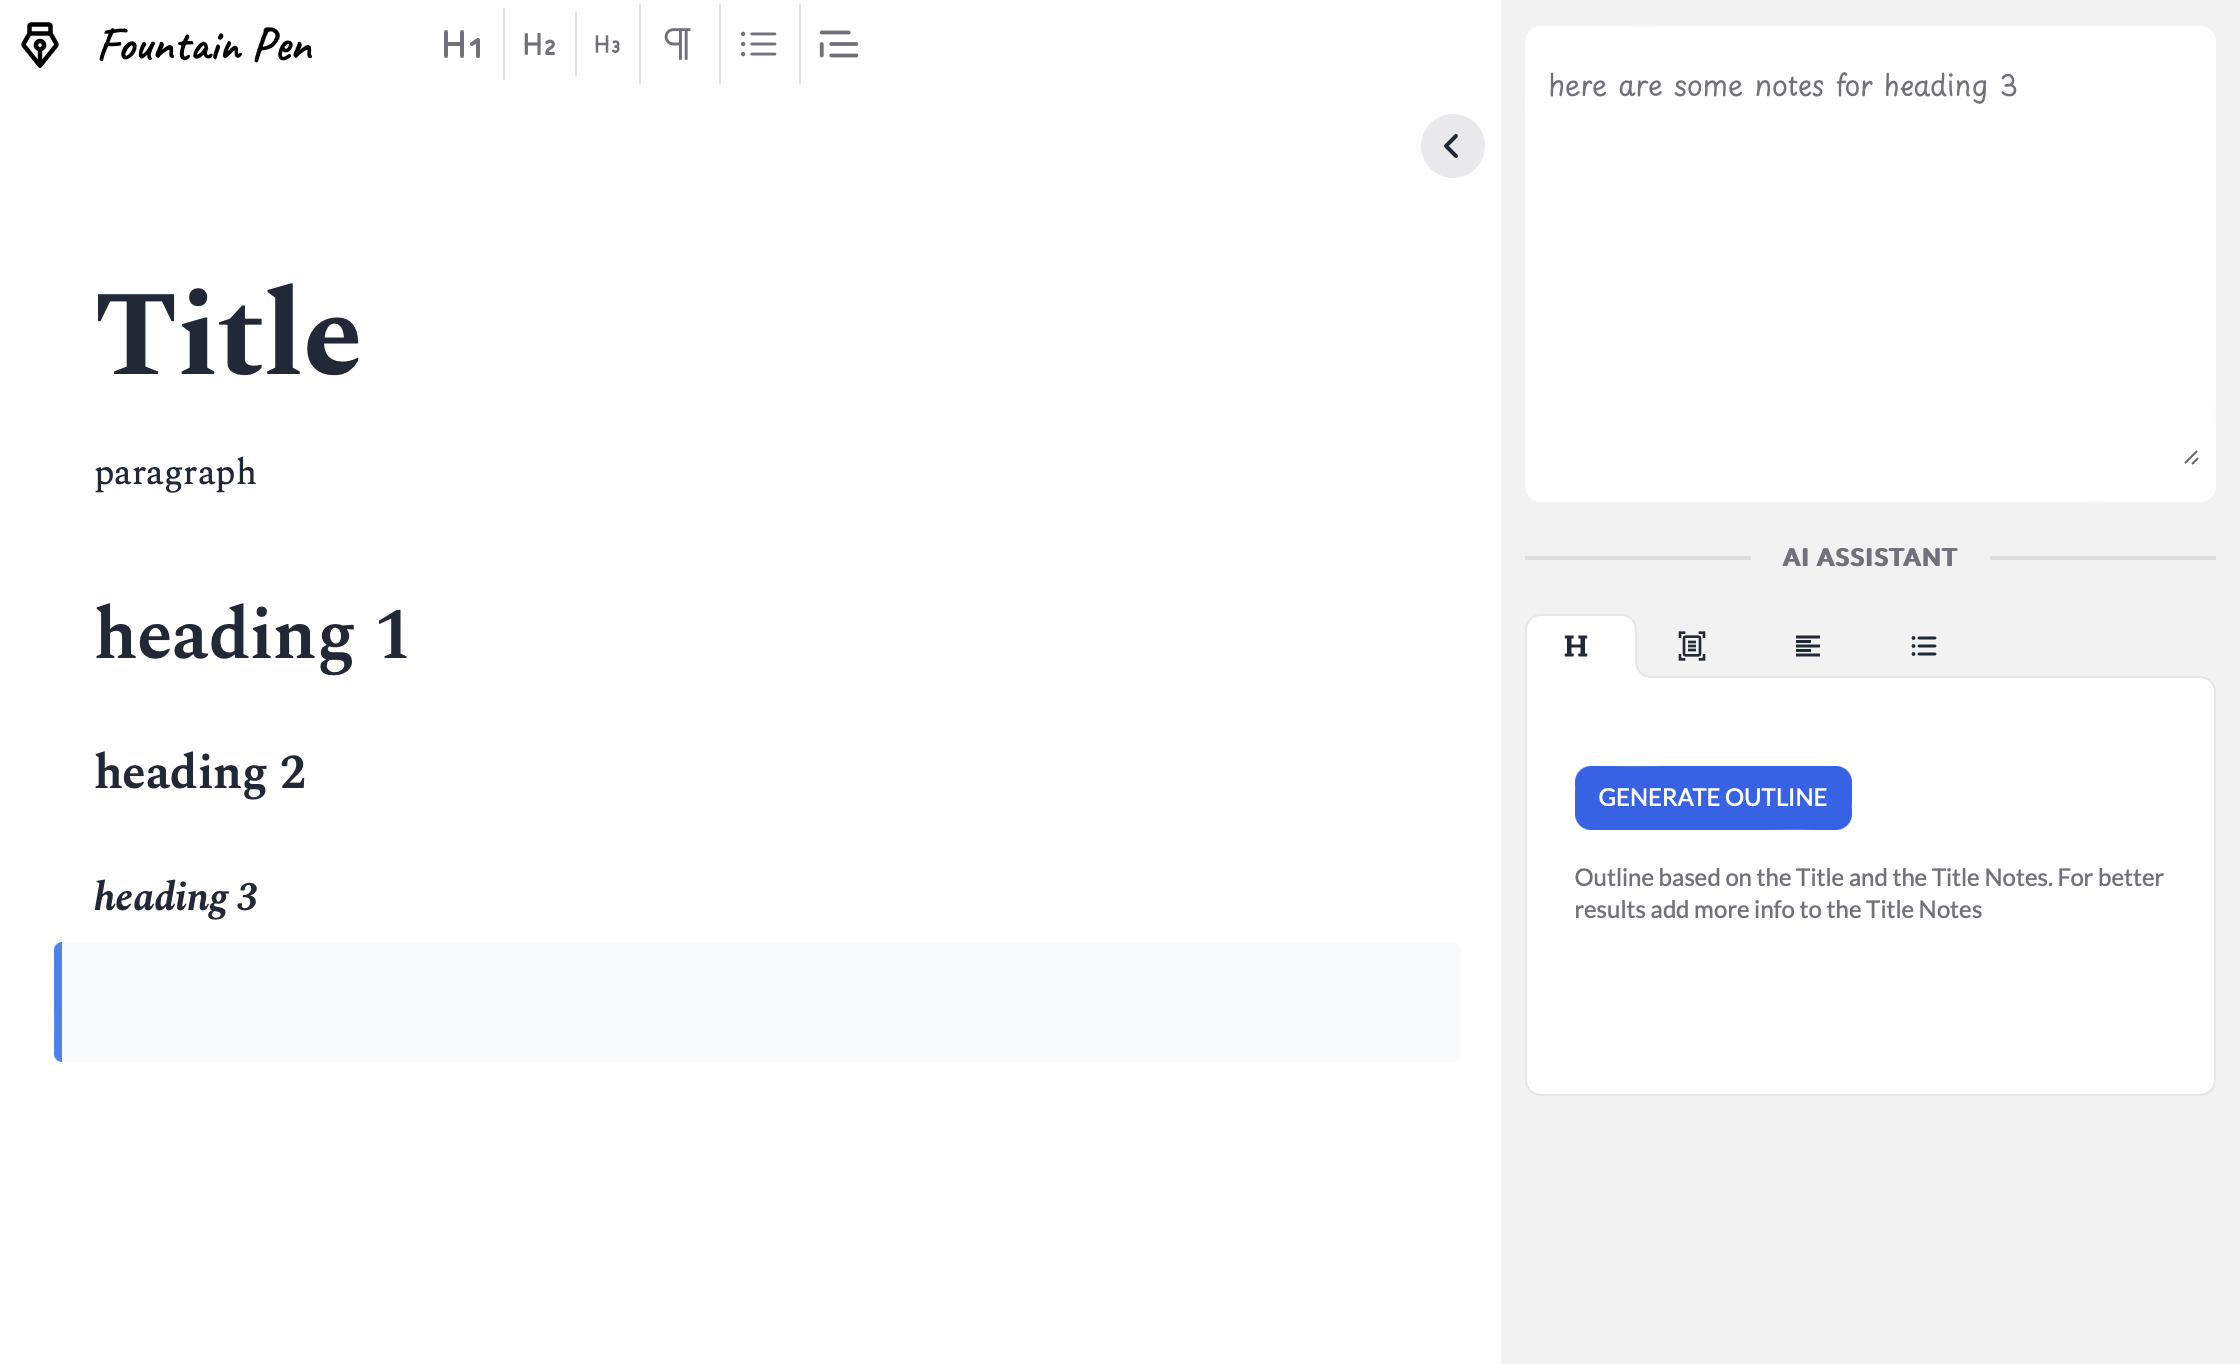 Fountain Pen
H1 H2 H3 ¶
Title
paragraph
heading 1
heading 2
heading 3
here are some notes for heading 3
AI ASSISTANT
H
GENERATE OUTLINE
Outline based on the Title and the Title Notes. For better
results add more info to the Title Notes